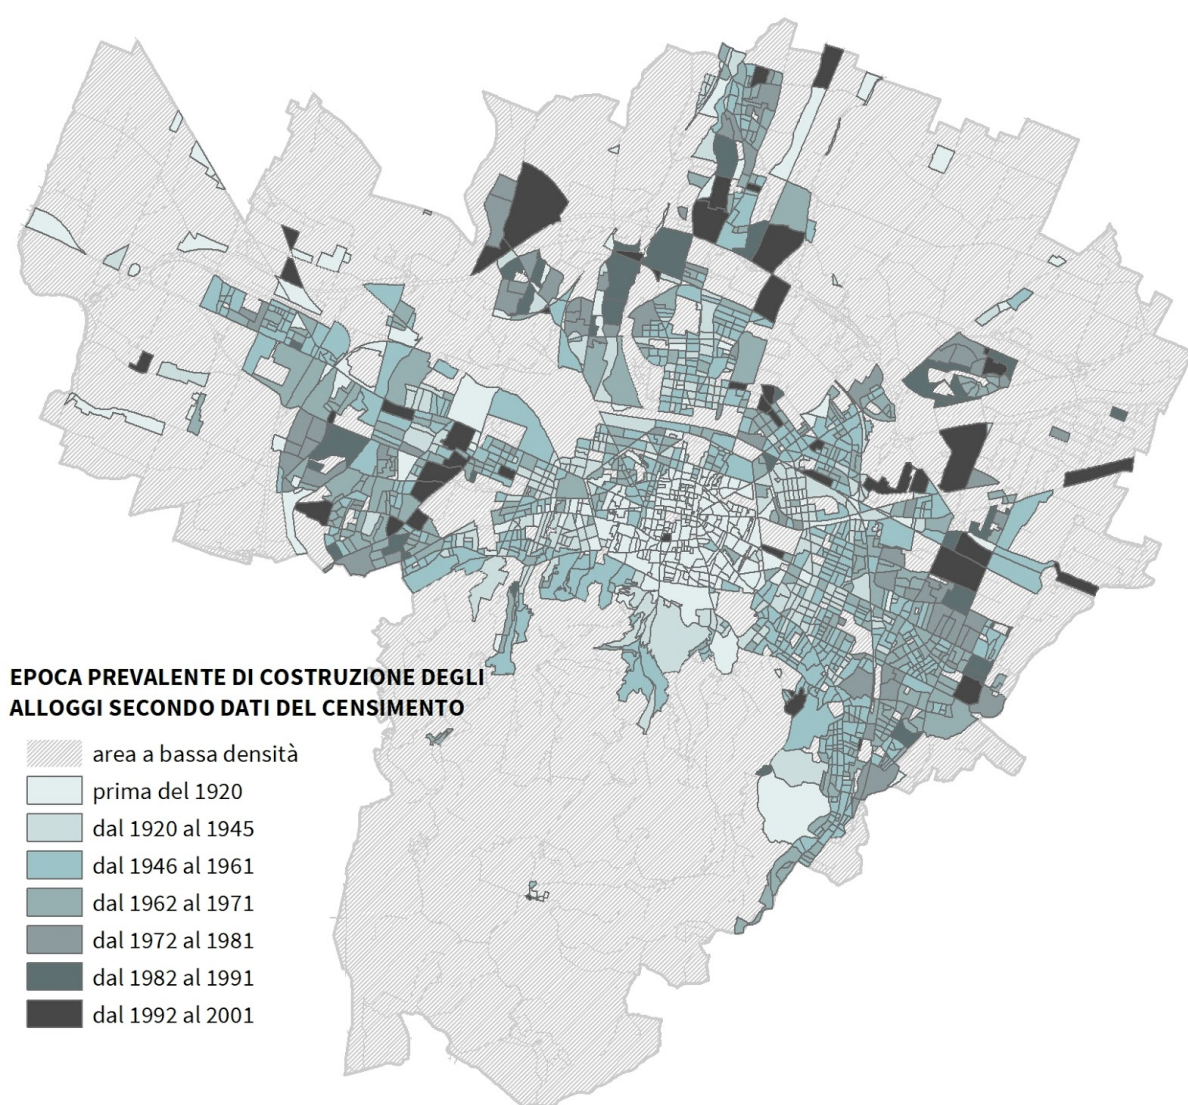 EPOCA PREVALENTE DI COSTRUZIONE DEGLI
ALLOGGI SECONDO DATI DEL CENSIMENTO
area a bassa densità
prima del 1920
dal 1920 al 1945
dal 1946 al 1961
dal 1962 al 1971
dal 1972 al 1981
dal 1982 al 1991
dal 1992 al 2001